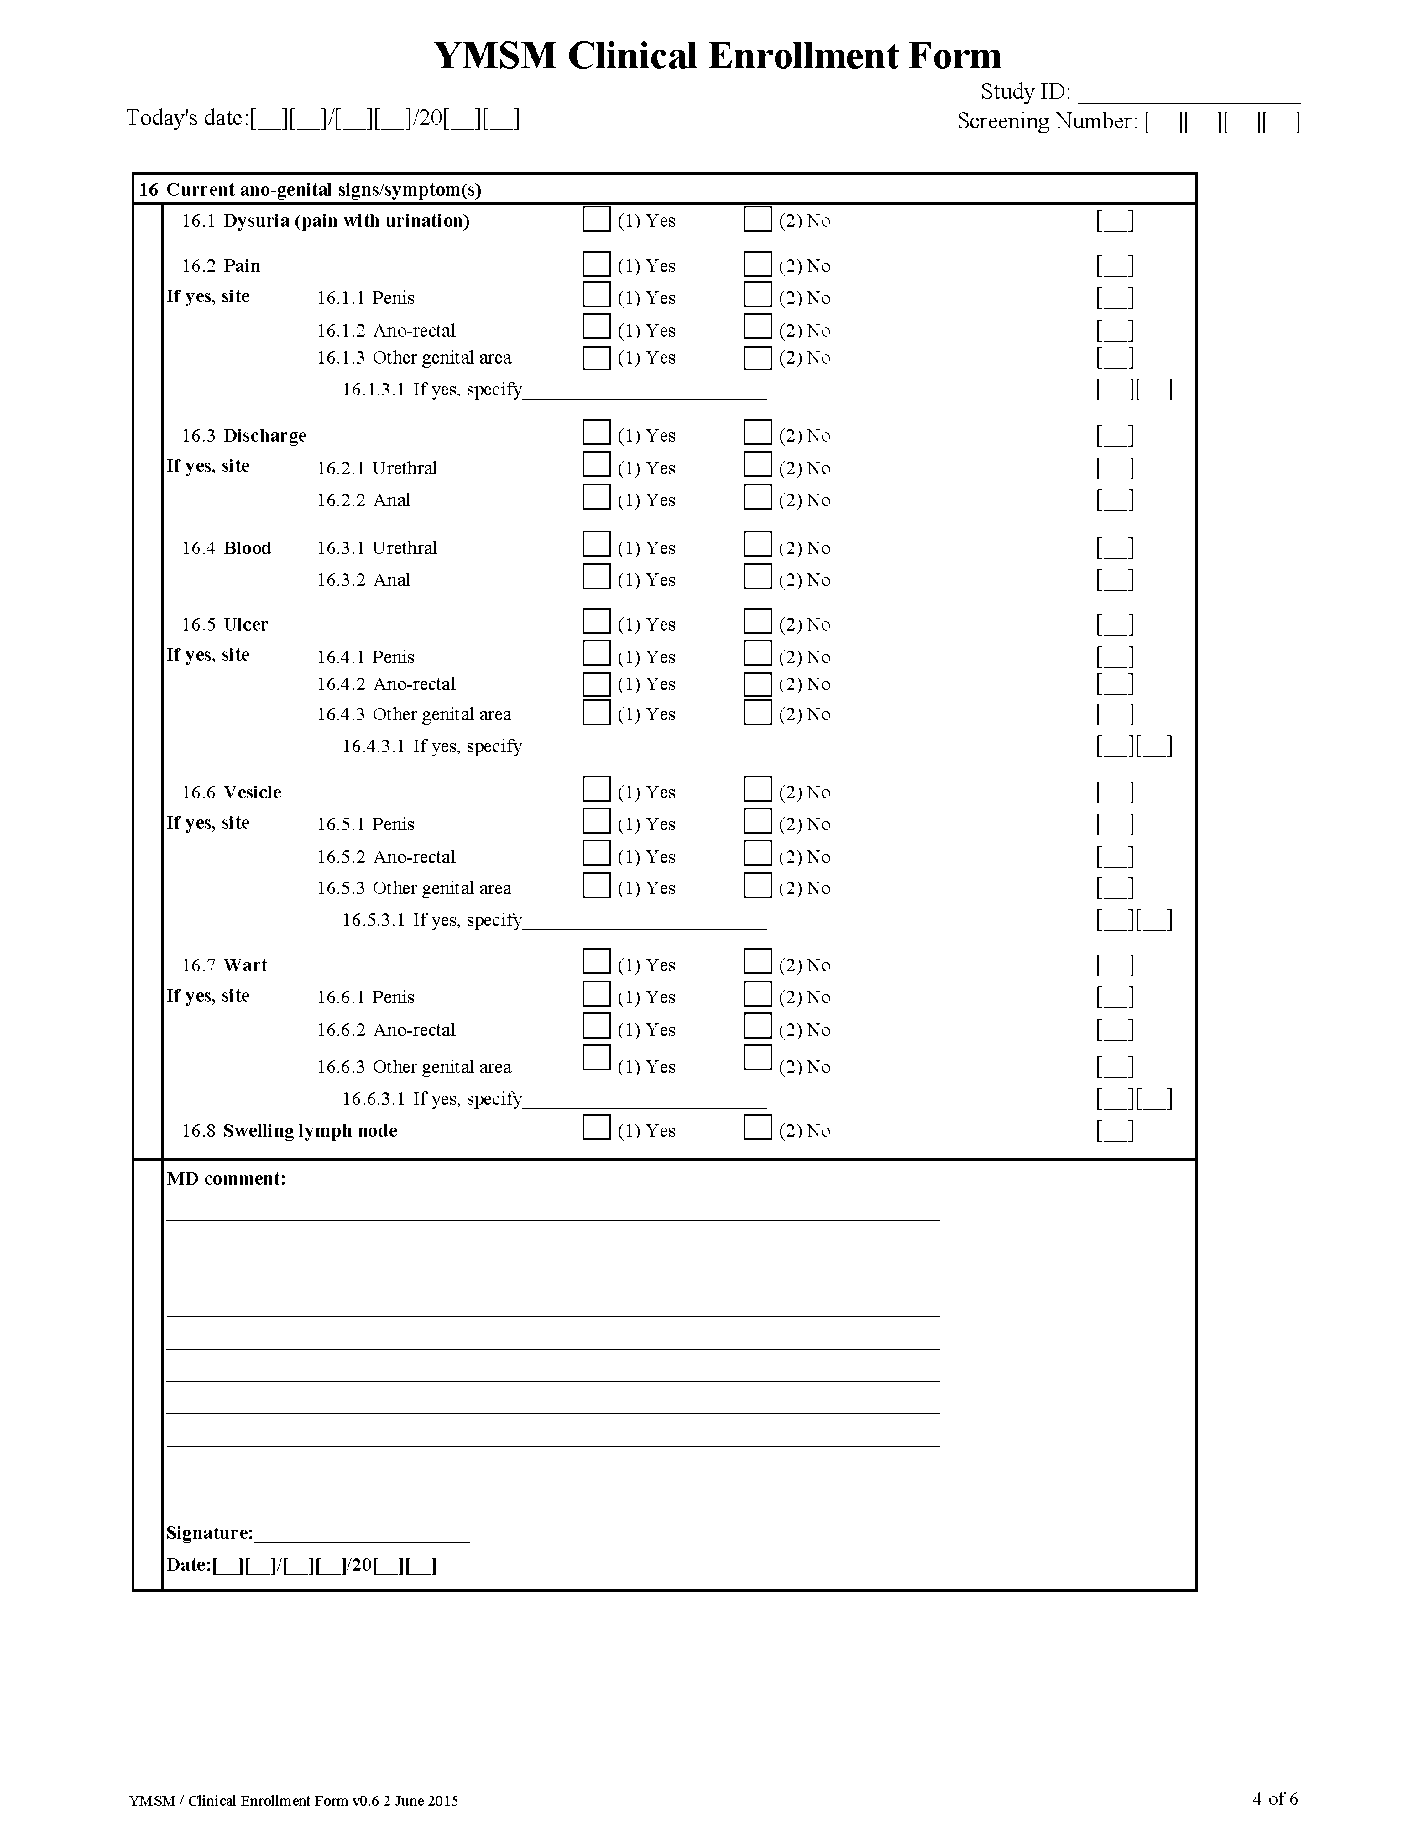 YMSM Clinical Enrollment Form
Study ID: ____________________
Today's date:[__][__]/[__][__]/20[__][__]
Screening Number: [__][__][__][__]
16 Current ano-genital signs/symptom(s)
16.1 Dysuria (pain with urination) (1) Yes (2) No [__]
16.2 Pain (1) Yes (2) No [__]
If yes, site 16.1.1 Penis (1) Yes (2) No [__]
16.1.2 Ano-rectal (1) Yes (2) No [__]
16.1.3 Other genital area (1) Yes (2) No [__]
16.1.3.1 If yes, specify__________________________ [__][__]
16.3 Discharge (1) Yes (2) No [__]
If yes, site 16.2.1 Urethral (1) Yes (2) No [__]
16.2.2 Anal (1) Yes (2) No [__]
16.4 Blood 16.3.1 Urethral (1) Yes (2) No [__]
16.3.2 Anal (1) Yes (2) No [__]
16.5 Ulcer (1) Yes (2) No [__]
If yes, site 16.4.1 Penis (1) Yes (2) No [__]
16.4.2 Ano-rectal (1) Yes (2) No [__]
16.4.3 Other genital area (1) Yes (2) No [__]
16.4.3.1 If yes, specify [__][__]
16.6 Vesicle (1) Yes (2) No [__]
If yes, site 16.5.1 Penis (1) Yes (2) No [__]
16.5.2 Ano-rectal (1) Yes (2) No [__]
16.5.3 Other genital area (1) Yes (2) No [__]
16.5.3.1 If yes, specify__________________________ [__][__]
16.7 Wart (1) Yes (2) No [__]
If yes, site 16.6.1 Penis (1) Yes (2) No [__]
16.6.2 Ano-rectal (1) Yes (2) No [__]
16.6.3 Other genital area (1) Yes (2) No [__]
16.6.3.1 If yes, specify__________________________ [__][__]
16.8 Swelling lymph node (1) Yes (2) No [__]
MD comment:
Signature:_______________________
Date:[__][__]/[__][__]/20[__][__]
YMSM / Clinical Enrollment Form v0.6 2 June 2015
4 of 6